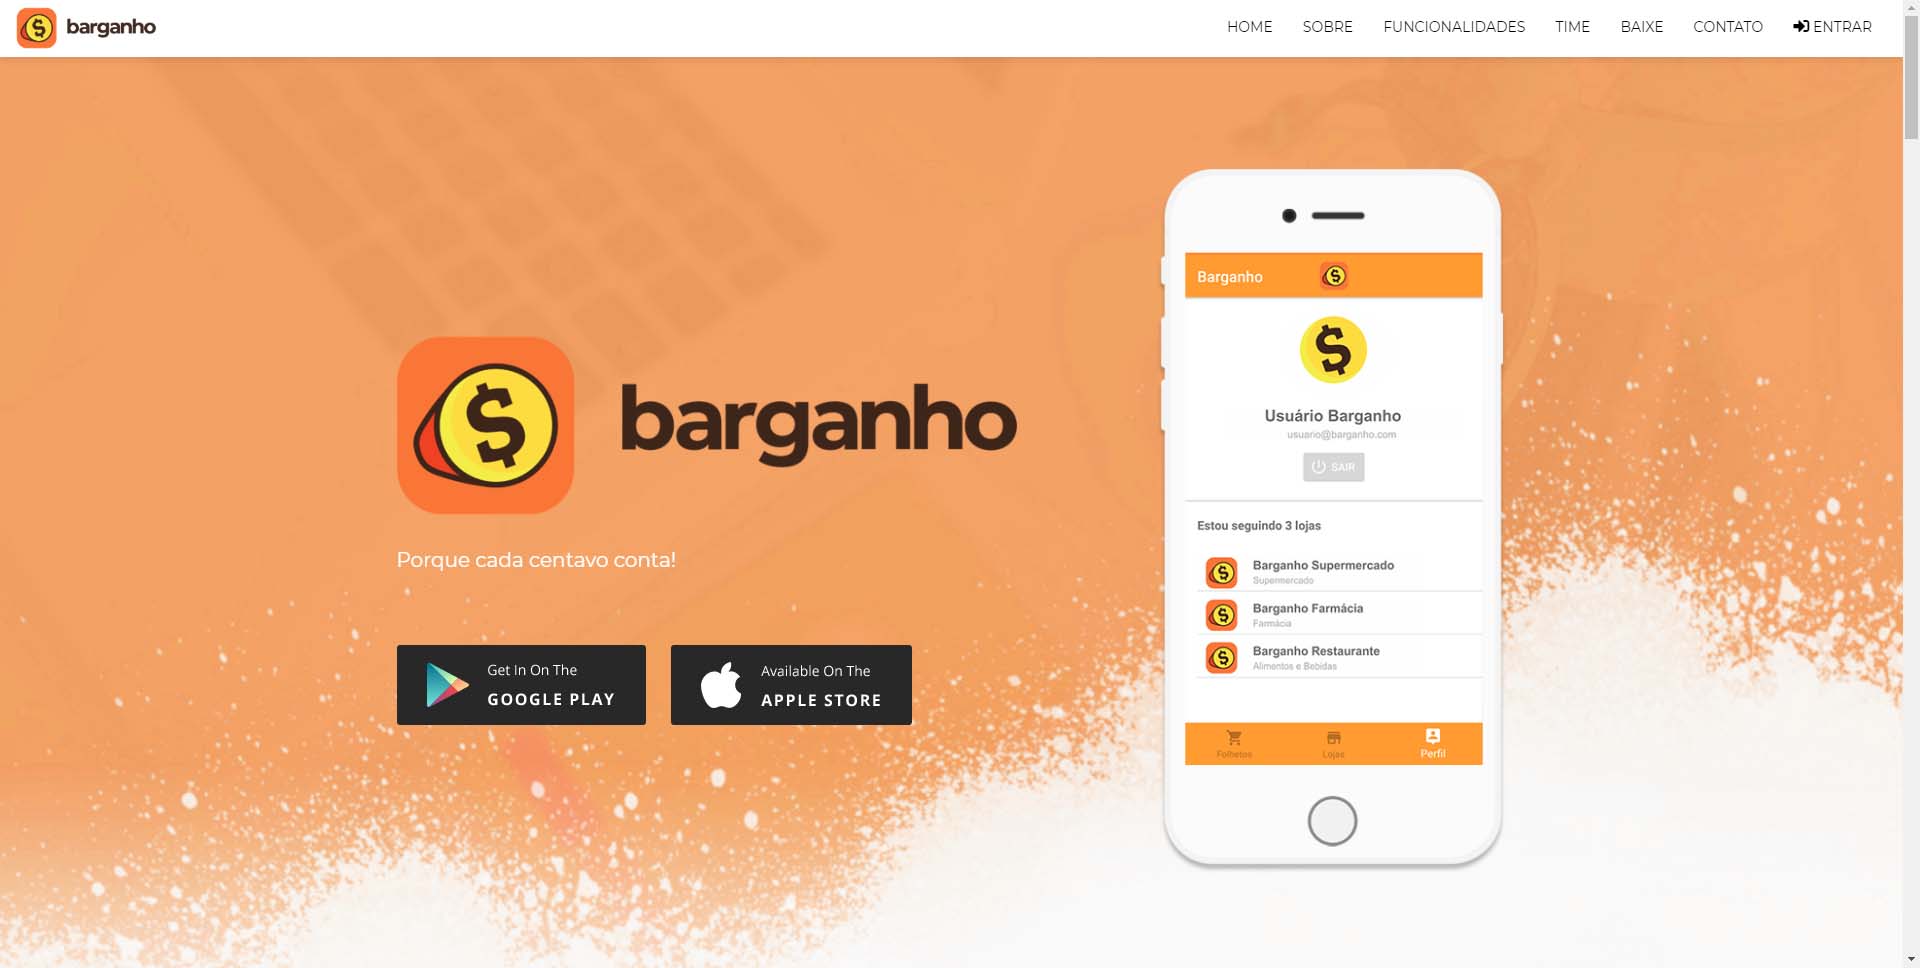 barganho
HOME SOBRE FUNCIONALIDADES TIME BAIXE CONTATO ENTRAR
barganho
Porque cada centavo conta!
Get In On The
GOOGLE PLAY
Available On The
APPLE STORE
Barganho
Usuário Barganho
usuario@barganho.com
SAIR
Estou seguindo 3 lojas
Barganho Supermercado
Supermercado
Barganho Farmácia
Farmácia
Barganho Restaurante
Alimentos e Bebidas
Folhetos Lojas Perfil